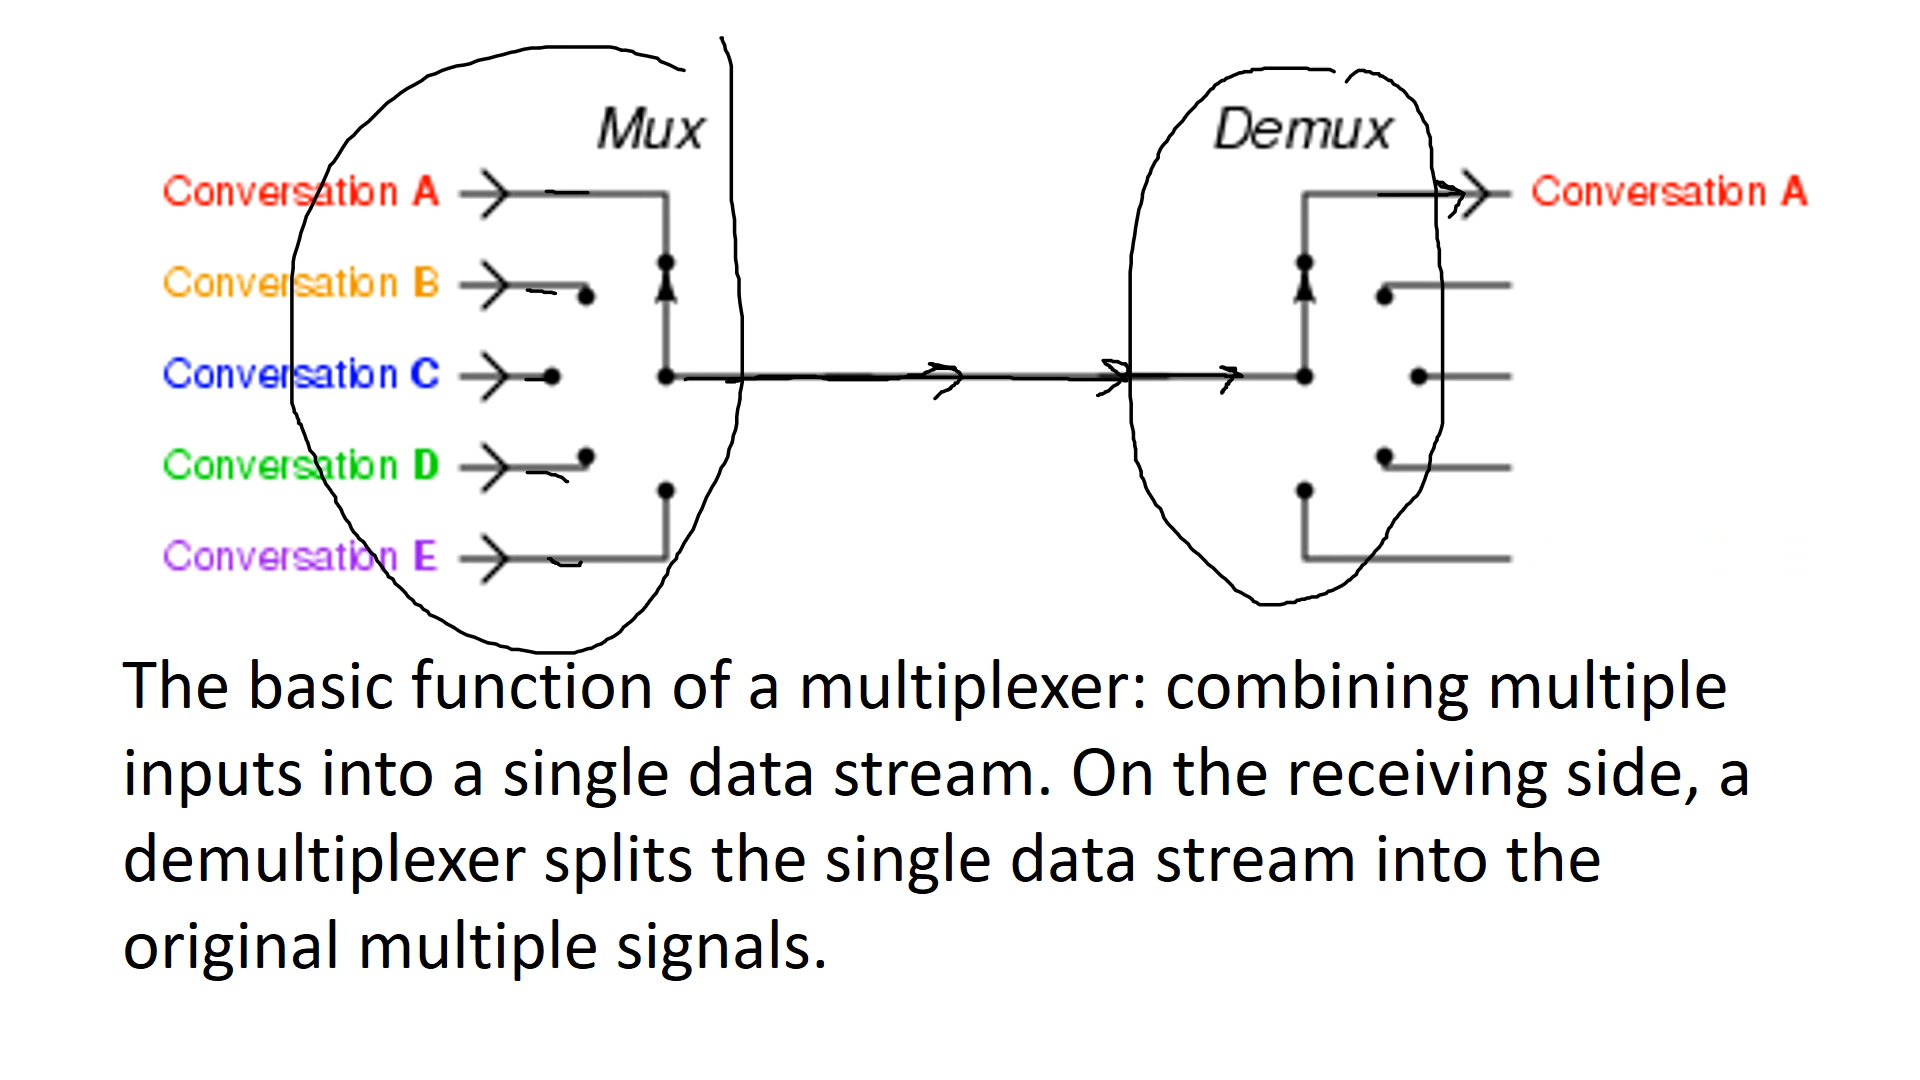 Mux
Demux
Conversation A
Conversation A
Conversation B
Conversation C
Conversation D
Conversation E
The basic function of a multiplexer: combining multiple
inputs into a single data stream. On the receiving side, a
demultiplexer splits the single data stream into the
original multiple signals.